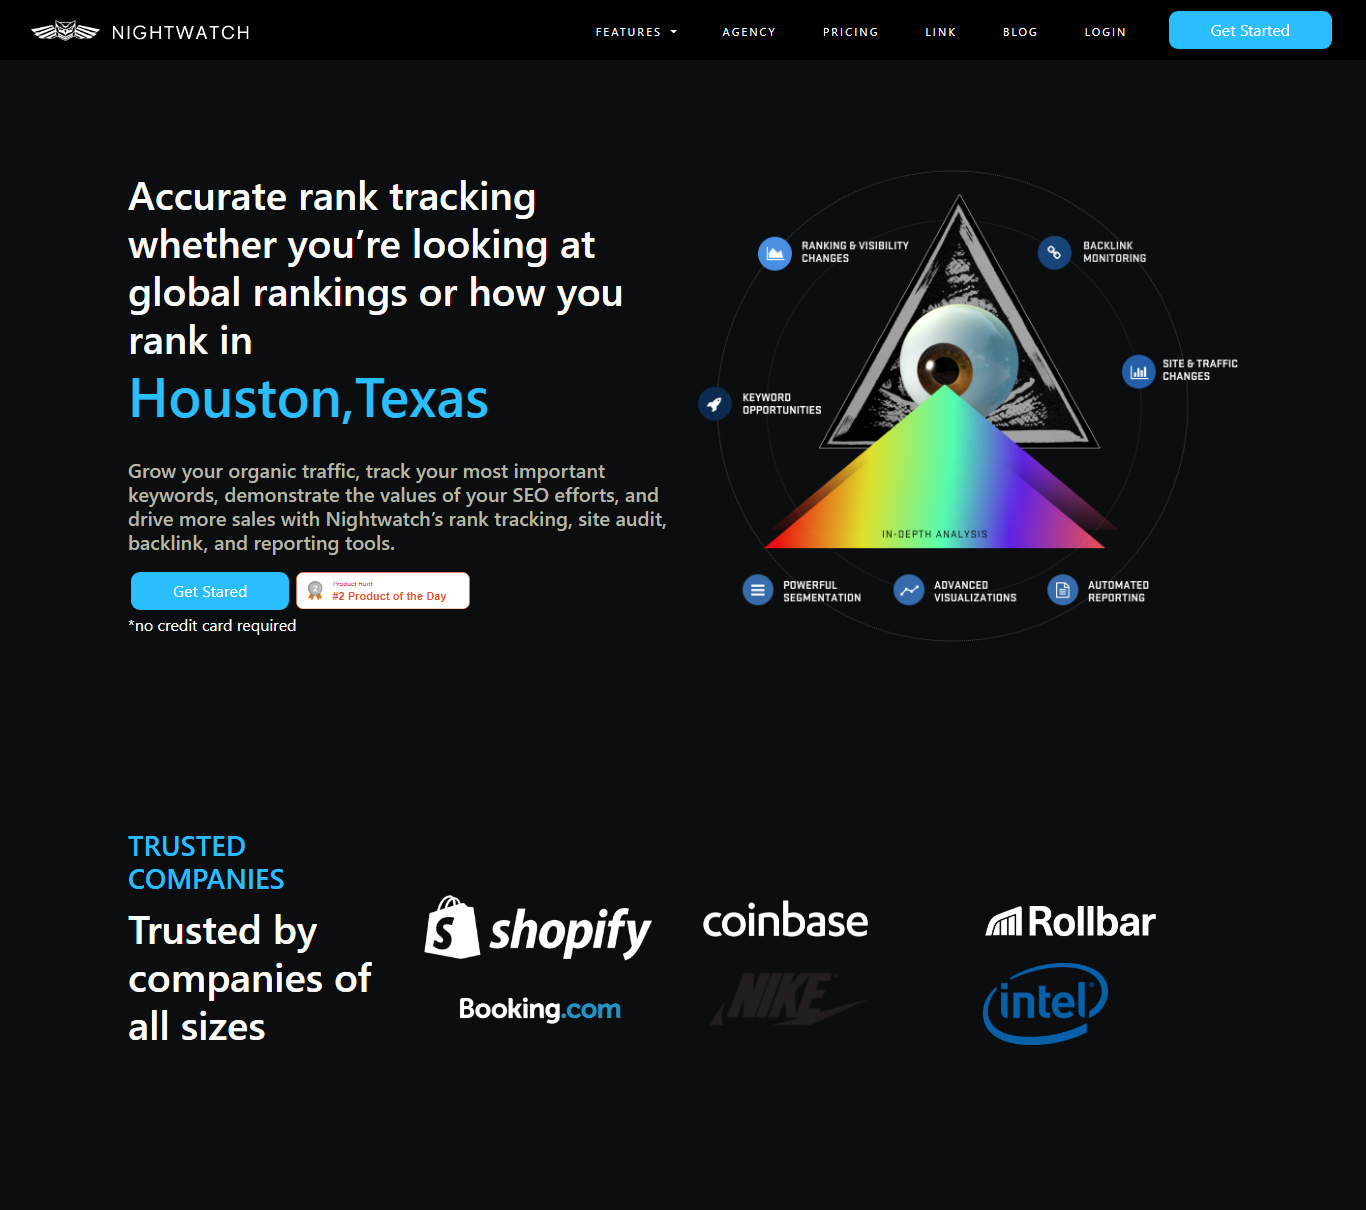 NIGHTWATCH
FEATURES
AGENCY
PRICING
LINK
BLOG
LOGIN
Get Started
Accurate rank tracking
whether you’re looking at
global rankings or how you
rank in
Houston,Texas
Grow your organic traffic, track your most important
keywords, demonstrate the values of your SEO efforts, and
drive more sales with Nightwatch’s rank tracking, site audit,
backlink, and reporting tools.
Get Stared
2
Product Hunt
#2 Product of the Day
*no credit card required
RANKING & VISIBILITY
CHANGES
BACKLINK
MONITORING
SITE & TRAFFIC
CHANGES
KEYWORD
OPPORTUNITIES
IN-DEPTH ANALYSIS
POWERFUL
SEGMENTATION
ADVANCED
VISUALIZATIONS
AUTOMATED
REPORTING
TRUSTED
COMPANIES
Trusted by
companies of
all sizes
shopify
coinbase
Rollbar
Booking.com
NIKE
intel